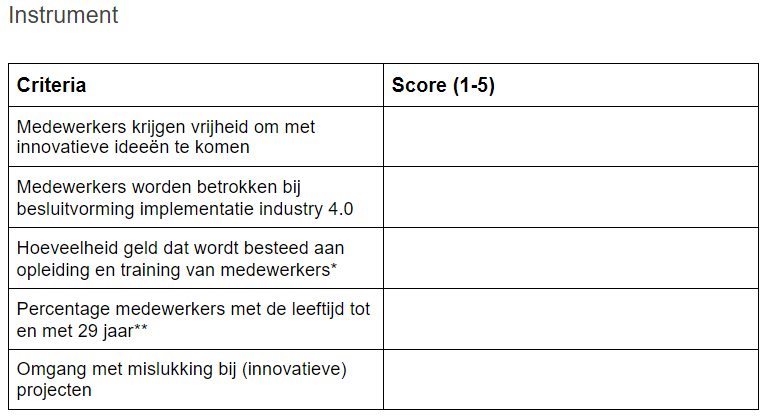 Instrument
Criteria
Score (1-5)
Medewerkers krijgen vrijheid om met
innovatieve ideeën te komen
Medewerkers worden betrokken bij
besluitvorming implementatie industry 4.0
Hoeveelheid geld dat wordt besteed aan
opleiding en training van medewerkers*
Percentage medewerkers met de leeftijd tot
en met 29 jaar**
Omgang met mislukking bij (innovatieve)
projecten